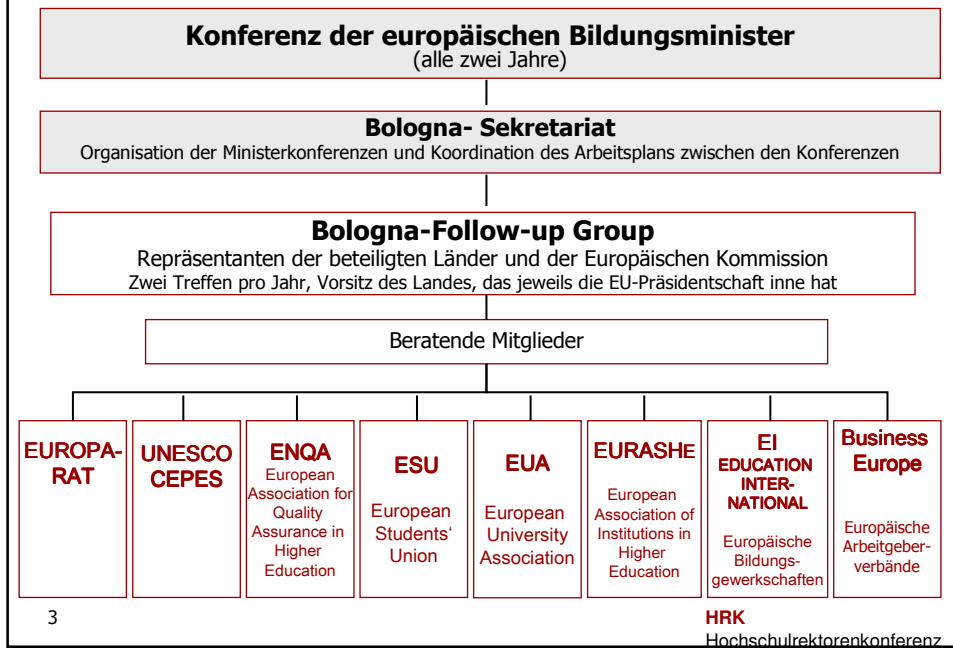 Konferenz der europäischen Bildungsminister
(alle zwei Jahre)
Bologna- Sekretariat
Organisation der Ministerkonferenzen und Koordination des Arbeitsplans zwischen den Konferenzen
Bologna-Follow-up Group
Repräsentanten der beteiligten Länder und der Europäischen Kommission
Zwei Treffen pro Jahr, Vorsitz des Landes, das jeweils die EU-Präsidentschaft inne hat
Beratende Mitglieder
EUROPA-
RAT
UNESCO
CEPES
ENQA
European
Association for
Quality
Assurance in
Higher
Education
ESU
European
Students‘
Union
EUA
European
University
Association
EURASHE
European
Association of
Institutions in
Higher
Education
EI
EDUCATION
INTER-
NATIONAL
Europäische
Bildungs-
gewerkschaften
Business
Europe
Europäische
Arbeitgeber-
verbände
3
HRK
Hochschulrektorenkonferenz